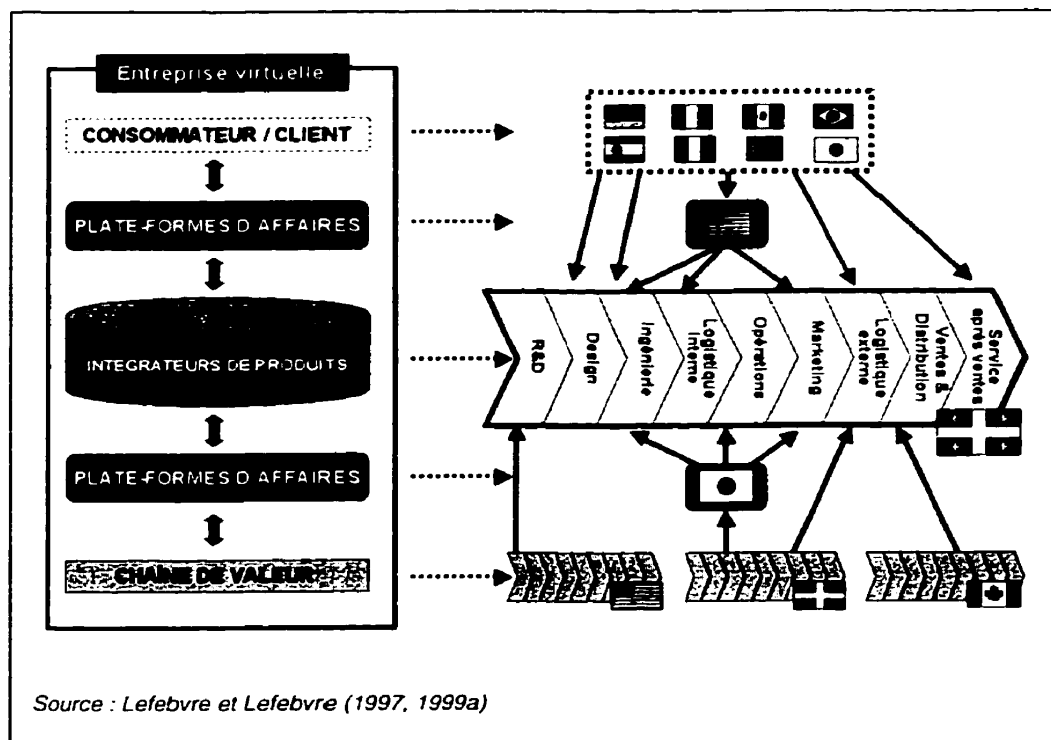 Entreprise virtuelle
CONSOMMATEUR / CLIENT
PLATE-FORMES D AFFAIRES
INTEGRATEURS DE PRODUITS
PLATE-FORMES D AFFAIRES
CHAÎNE DE VALEUR
R&D
Design
Ingénierie
Logistique
interne
Opérations
Marketing
Logistique
externe
Ventes &
Distribution
Service
après ventes
Source : Lefebvre et Lefebvre (1997, 1999a)